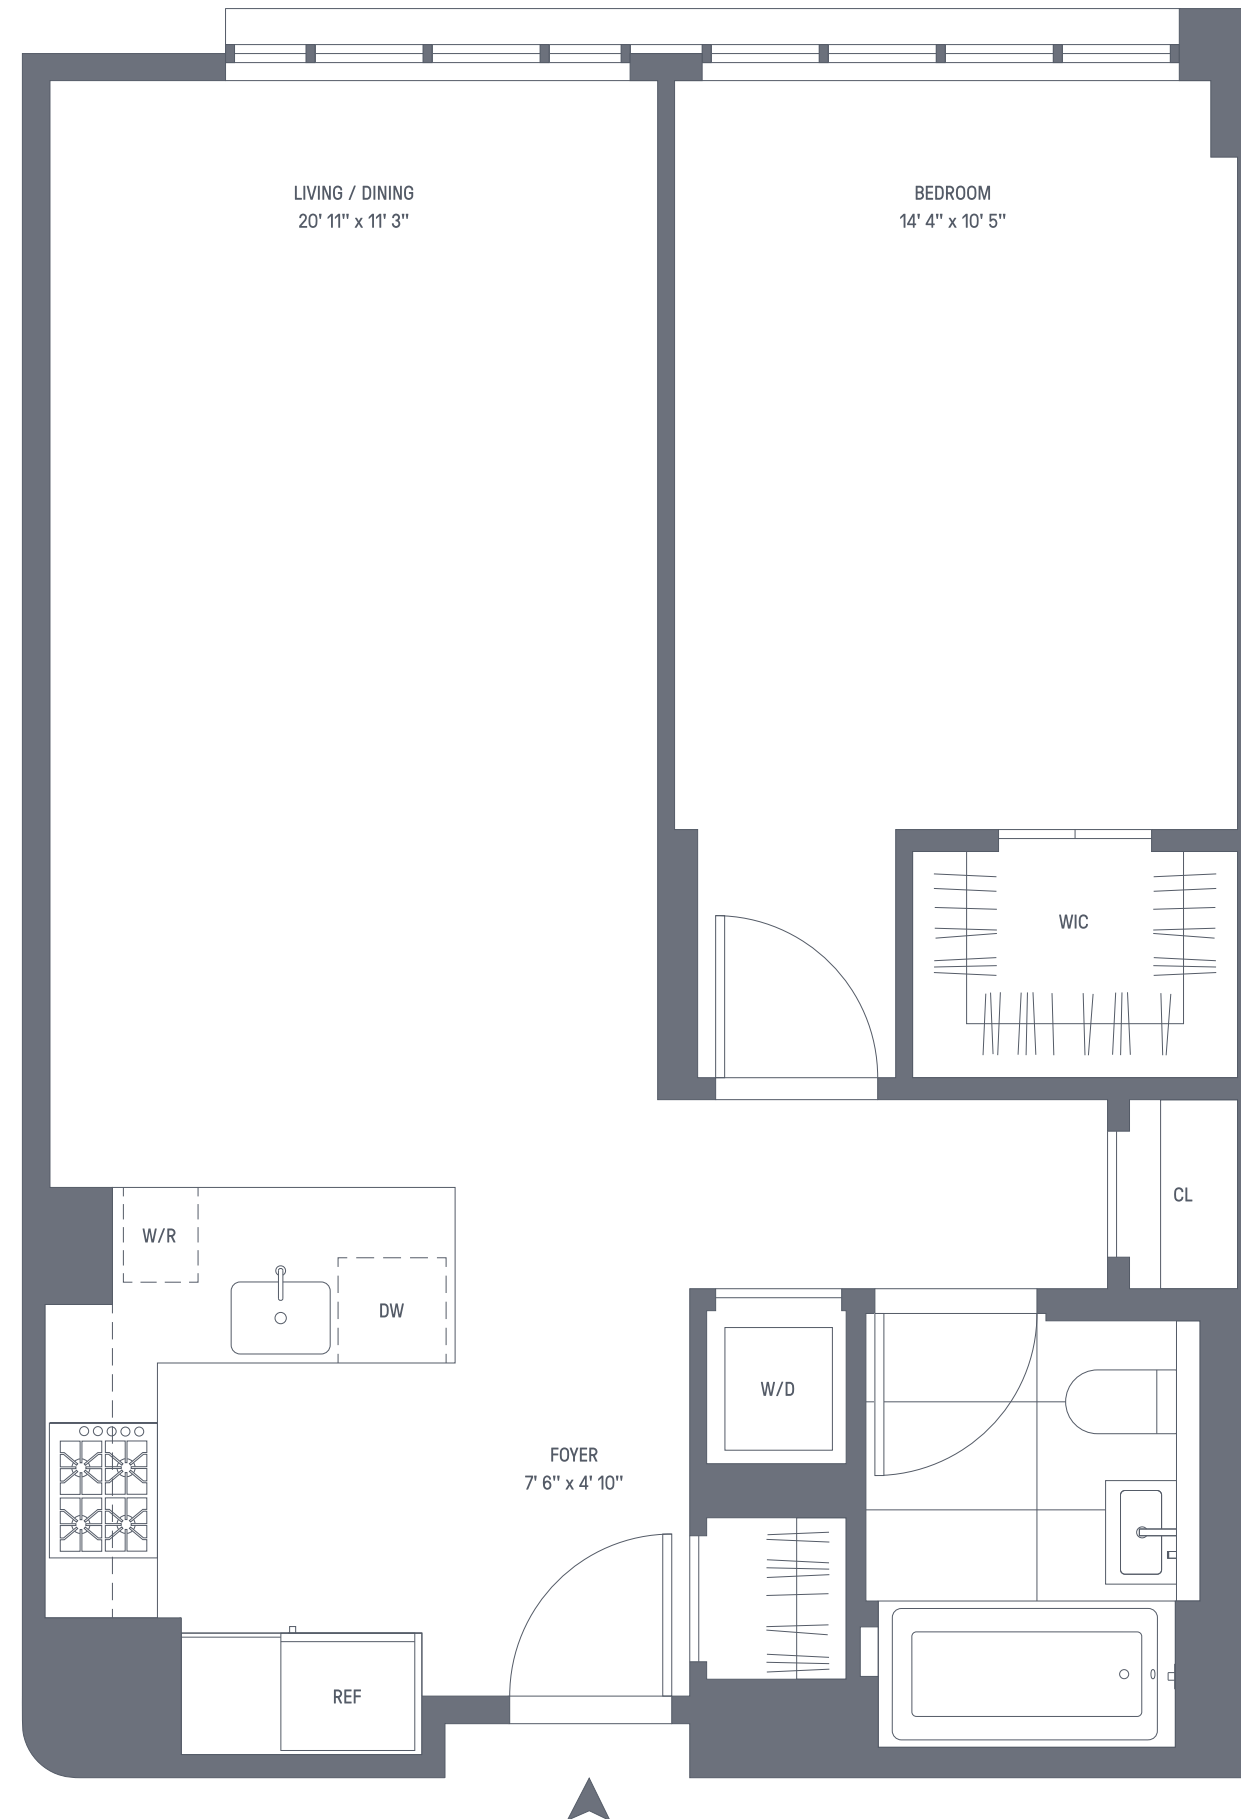 LIVING / DINING
20' 11" x 11' 3"
BEDROOM
14' 4" x 10' 5"
WIC
CL
W/R
DW
W/D
FOYER
7' 6" x 4' 10"
REF